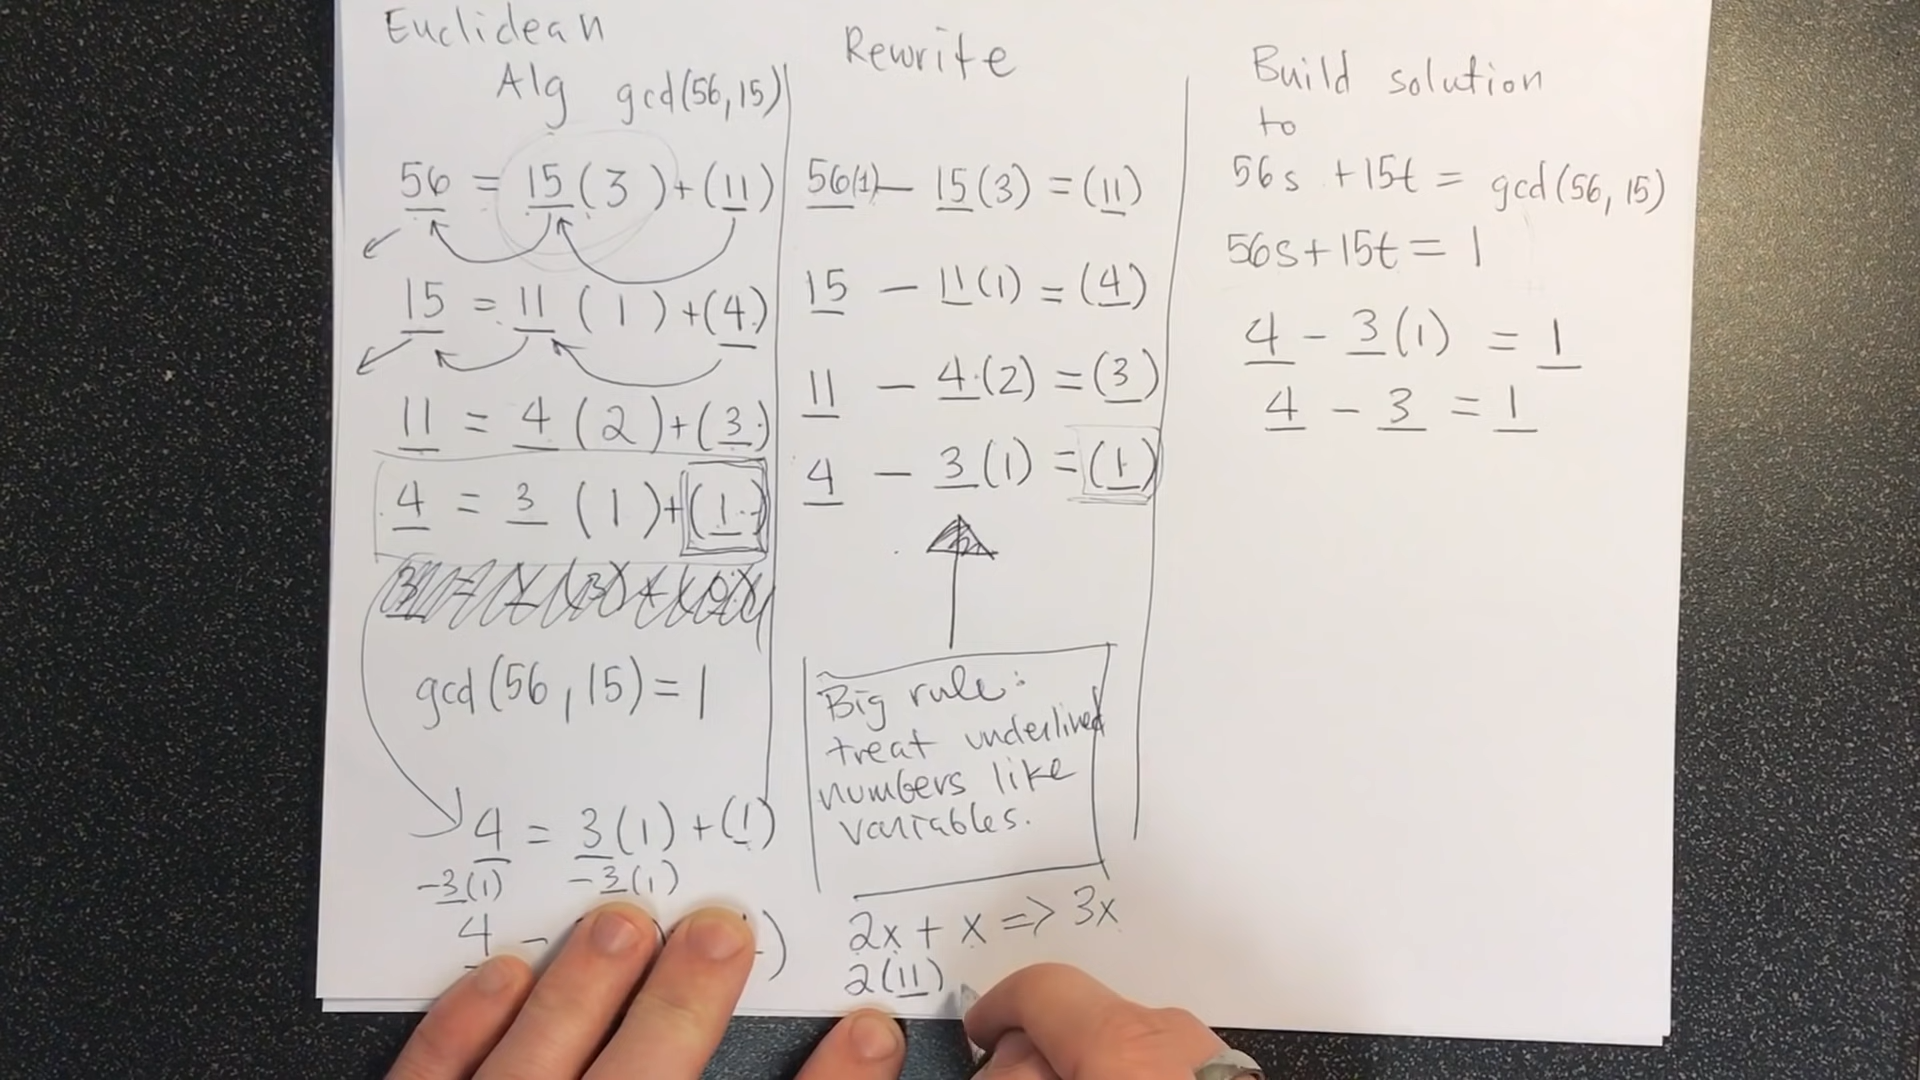 Euclidean
Alg gcd(56,15)
56 = 15(3)+(11)
15 = 11(1)+(4)
11 = 4(2)+(3)
4 = 3(1)+(1)
gcd(56,15)=1
4 = 3(1)+(1)
-3(1) -3(1)
4 -
Rewrite
56(1)- 15(3) = (11)
15 - 11(1) = (4)
11 - 4(2) = (3)
4 - 3(1) = (1)
Big rule:
treat underlined
numbers like
variables.
2x + x => 3x
2(11)
Build solution
to
56s +15t = gcd(56,15)
56s+15t = 1
4 - 3(1) = 1
4 - 3 = 1